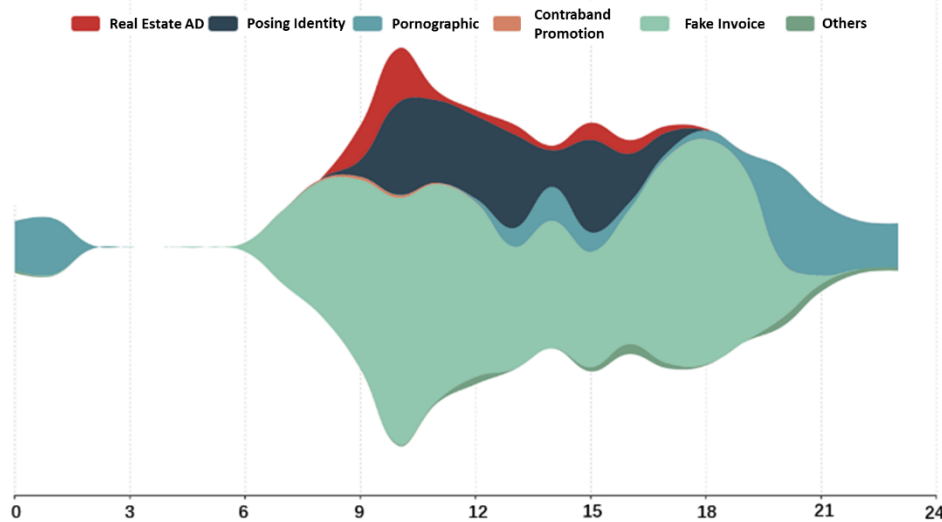 Real Estate AD
Posing Identity
Pornographic
Contraband
Promotion
Fake Invoice
Others
0 3 6 9 12 15 18 21 24